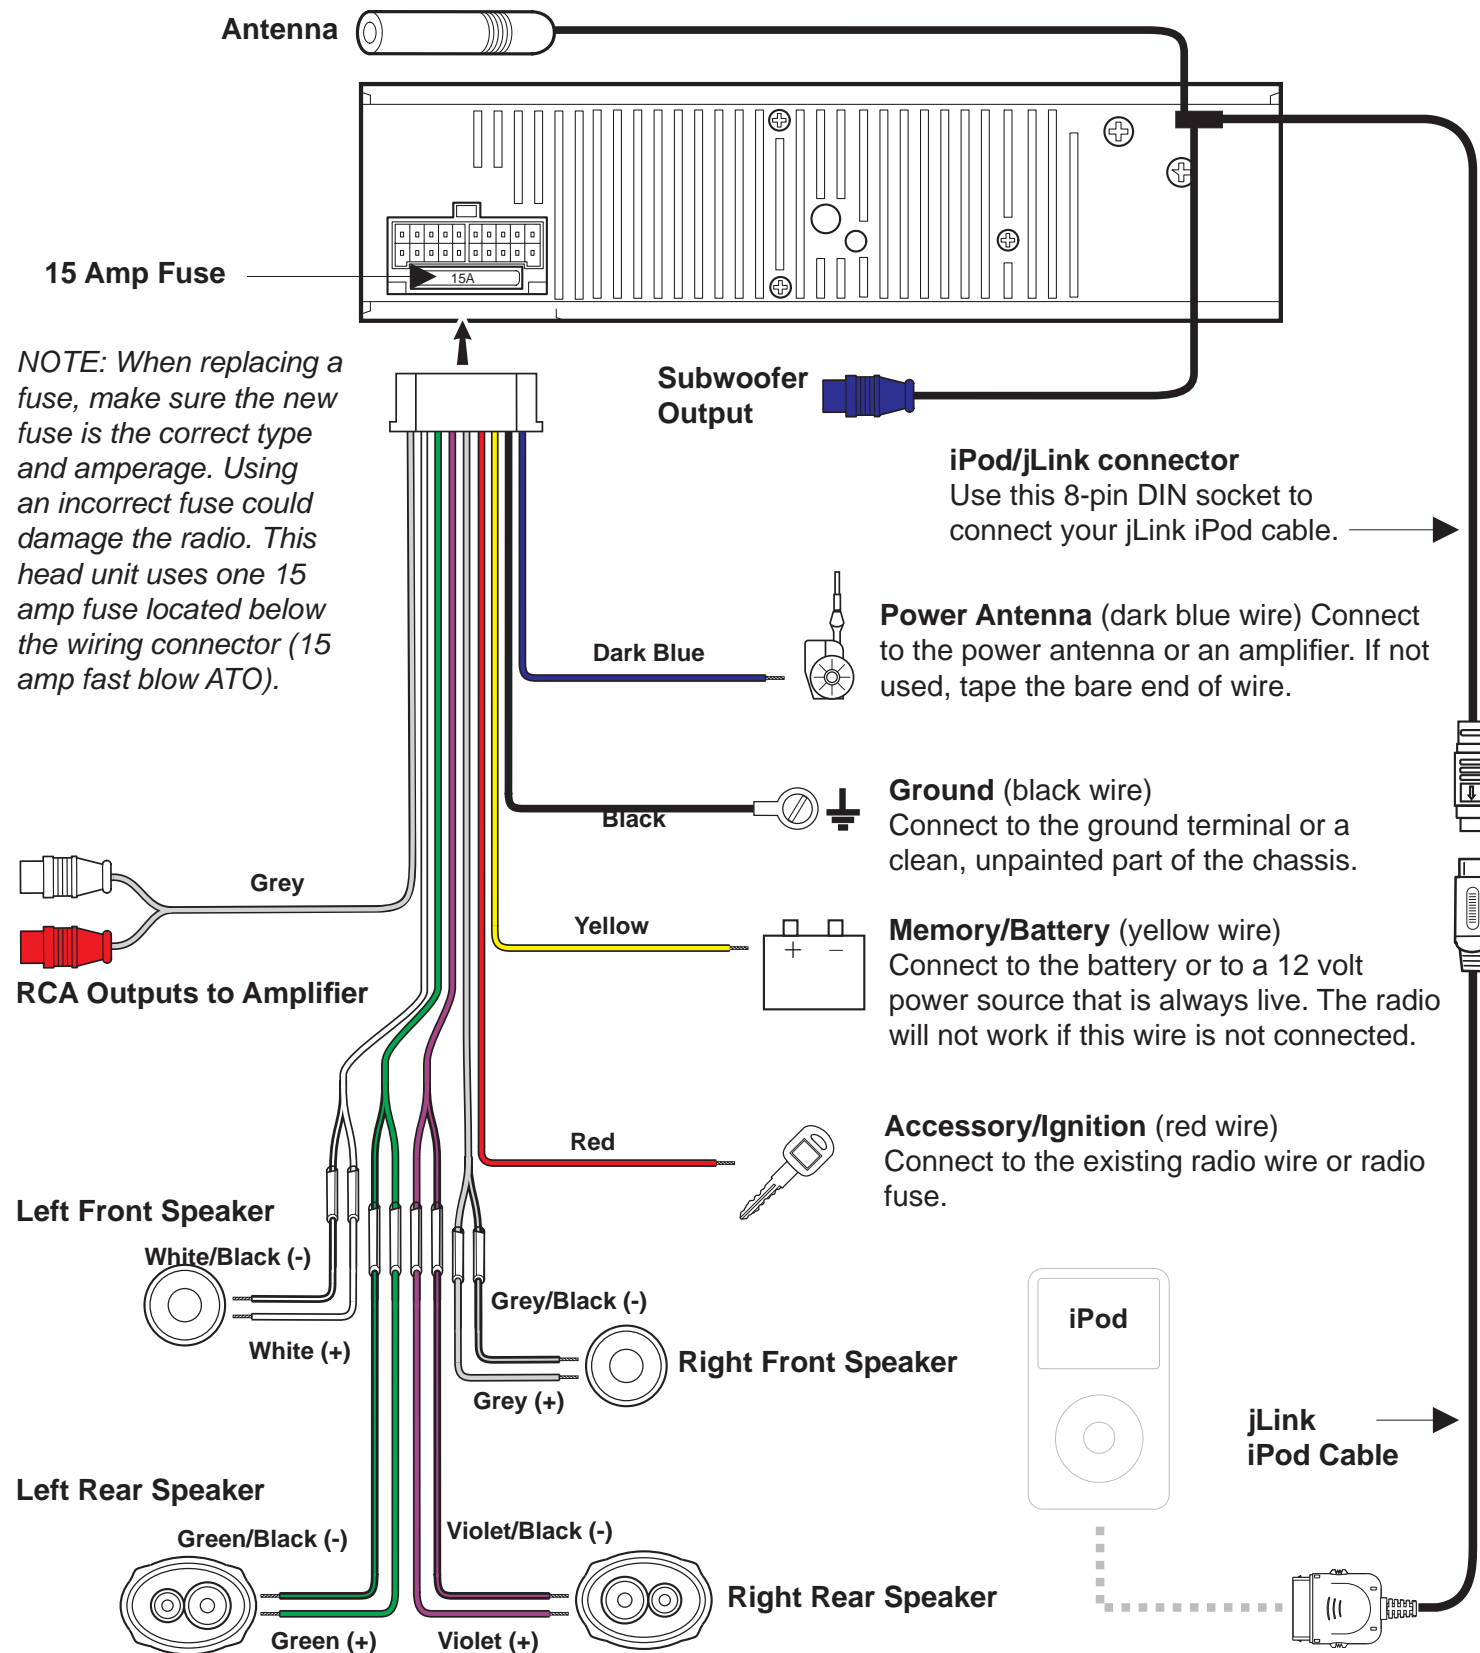 Antenna
15A
15 Amp Fuse
NOTE: When replacing a
fuse, make sure the new
fuse is the correct type
and amperage. Using
an incorrect fuse could
damage the radio. This
head unit uses one 15
amp fuse located below
the wiring connector (15
amp fast blow ATO).
Subwoofer
Output
iPod/jLink connector
Use this 8-pin DIN socket to
connect your jLink iPod cable.
Dark Blue
Power Antenna (dark blue wire) Connect
to the power antenna or an amplifier. If not
used, tape the bare end of wire.
Black
Ground (black wire)
Connect to the ground terminal or a
clean, unpainted part of the chassis.
Grey
RCA Outputs to Amplifier
Yellow
+ −
Memory/Battery (yellow wire)
Connect to the battery or to a 12 volt
power source that is always live. The radio
will not work if this wire is not connected.
Red
Accessory/Ignition (red wire)
Connect to the existing radio wire or radio
fuse.
Left Front Speaker
White/Black (-)
White (+)
Grey/Black (-)
Right Front Speaker
Grey (+)
iPod
jLink
iPod Cable
Left Rear Speaker
Green/Black (-)
Green (+)
Violet/Black (-)
Right Rear Speaker
Violet (+)